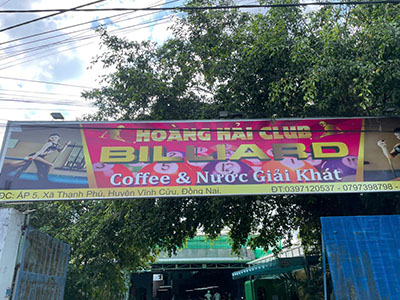 HOÀNG HẢI CLUB
BILLIARD
Coffee & Nước Giải Khát
ĐC: ẤP 5, Xã Thạnh Phú, Huyện Vĩnh Cửu, Đồng Nai. ĐT:0397120537 - 0797398798 -